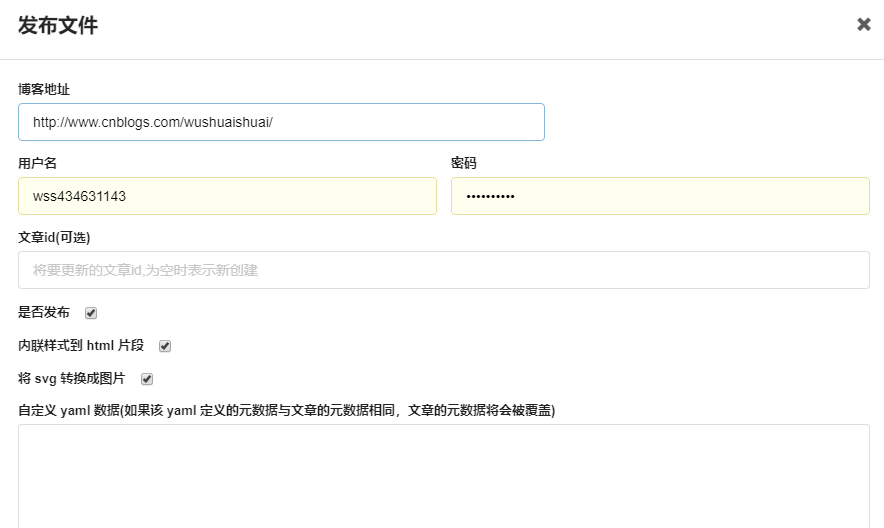 发布文件
博客地址
http://www.cnblogs.com/wushuaishuai/
用户名 密码
wss434631143 ••••••••••
文章id(可选)
将要更新的文章id,为空时表示新创建
是否发布
内联样式到 html 片段
将 svg 转换成图片
自定义 yaml 数据(如果该 yaml 定义的元数据与文章的元数据相同，文章的元数据将会被覆盖)